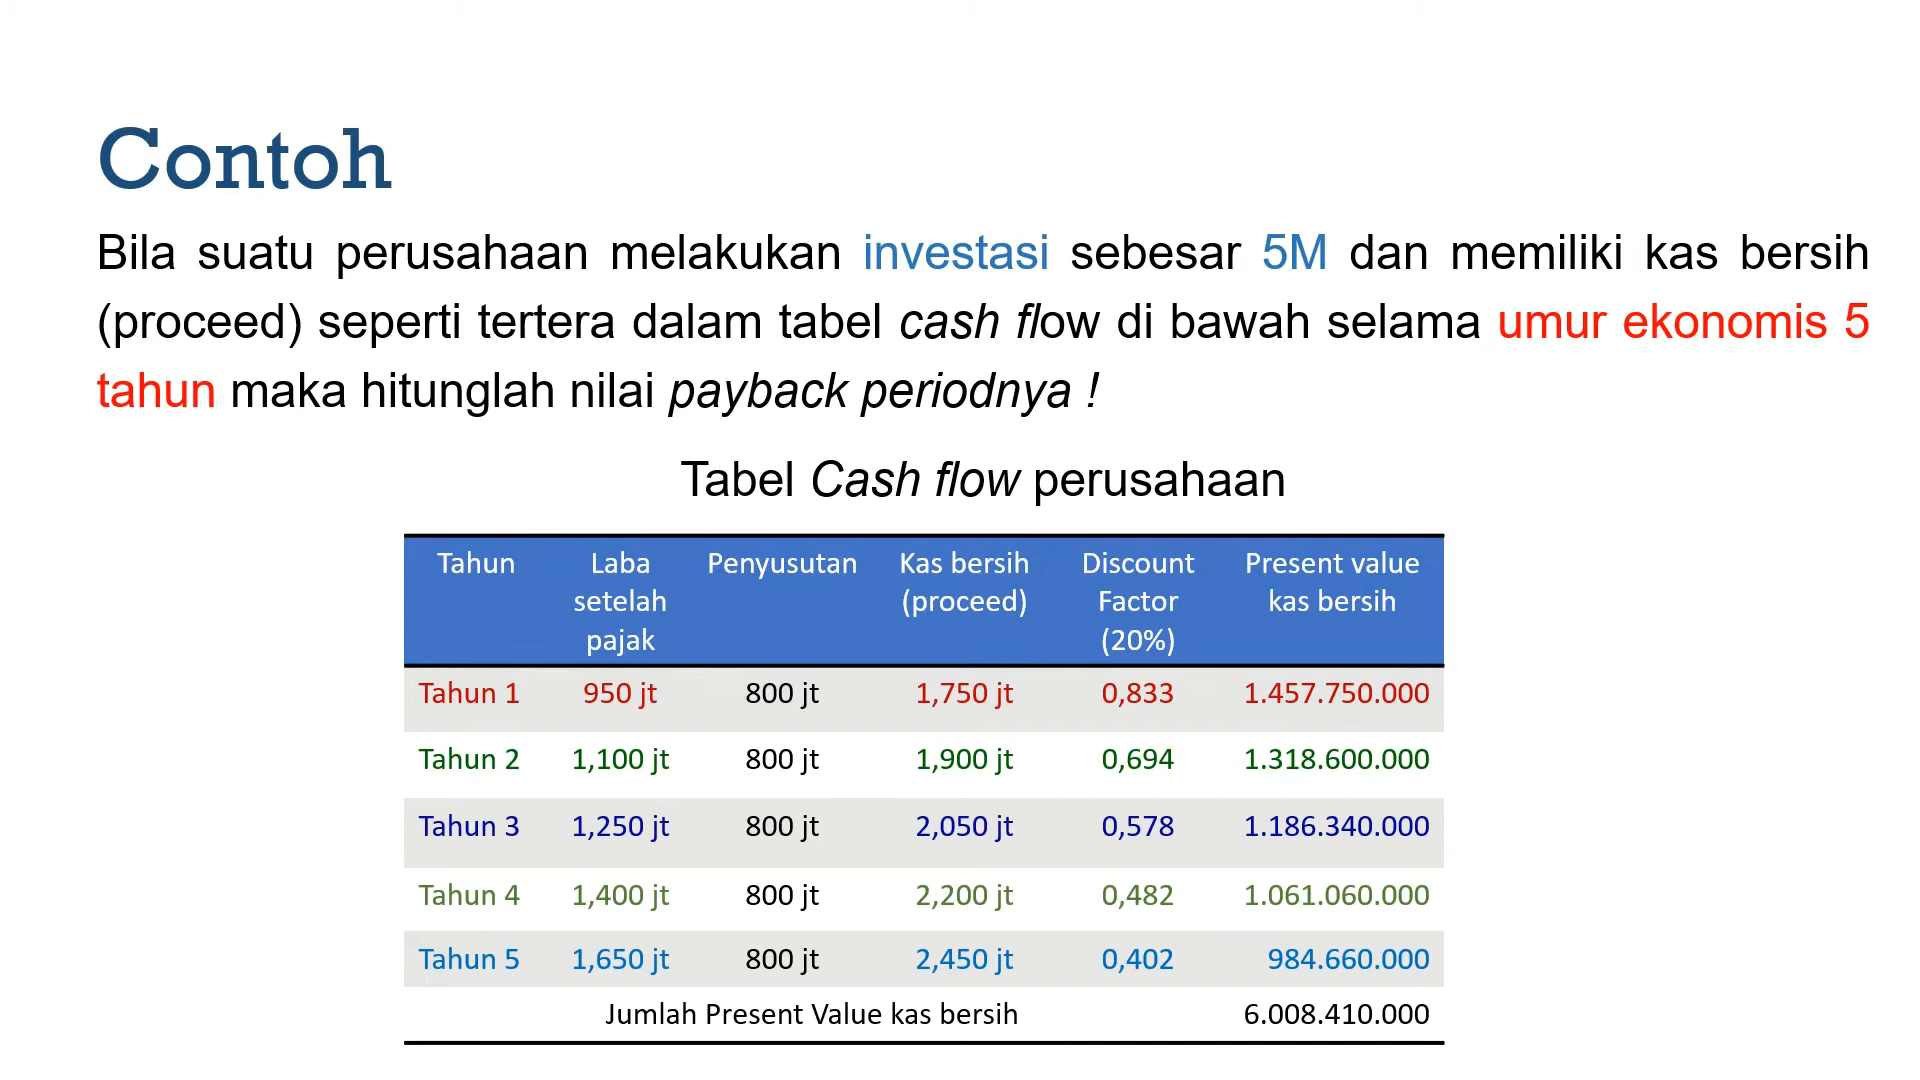 Contoh
Bila suatu perusahaan melakukan investasi sebesar 5M dan memiliki kas bersih
(proceed) seperti tertera dalam tabel cash flow di bawah selama umur ekonomis 5
tahun maka hitunglah nilai payback periodnya !
Tabel Cash flow perusahaan
Tahun Laba setelah pajak Penyusutan Kas bersih (proceed) Discount Factor (20%) Present value kas bersih
Tahun 1 950 jt 800 jt 1,750 jt 0,833 1.457.750.000
Tahun 2 1,100 jt 800 jt 1,900 jt 0,694 1.318.600.000
Tahun 3 1,250 jt 800 jt 2,050 jt 0,578 1.186.340.000
Tahun 4 1,400 jt 800 jt 2,200 jt 0,482 1.061.060.000
Tahun 5 1,650 jt 800 jt 2,450 jt 0,402 984.660.000
Jumlah Present Value kas bersih 6.008.410.000